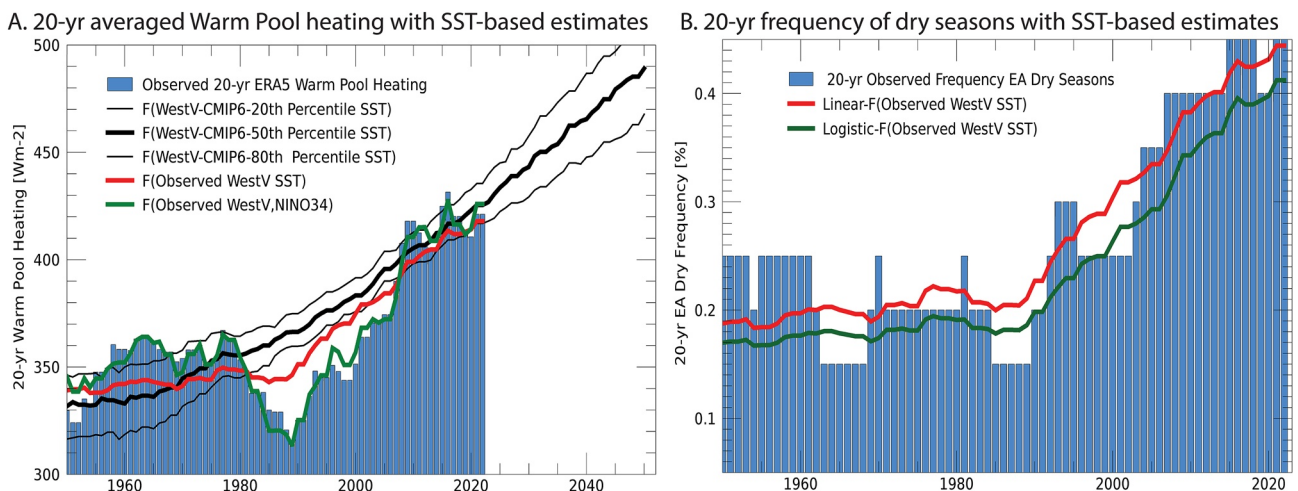 A. 20-yr averaged Warm Pool heating with SST-based estimates
20-yr Warm Pool Heating [Wm-2]
500
450
400
350
300
Observed 20-yr ERA5 Warm Pool Heating
F(WestV-CMIP6-20th Percentile SST)
F(WestV-CMIP6-50th Percentile SST)
F(WestV-CMIP6-80th  Percentile SST)
F(Observed WestV SST)
F(Observed WestV,NINO34)
1960
1980
2000
2020
2040
B. 20-yr frequency of dry seasons with SST-based estimates
20-yr EA Dry Frequency [%]
0.4
0.3
0.2
0.1
20-yr Observed Frequency EA Dry Seasons
Linear-F(Observed WestV SST)
Logistic-F(Observed WestV SST)
1960
1980
2000
2020